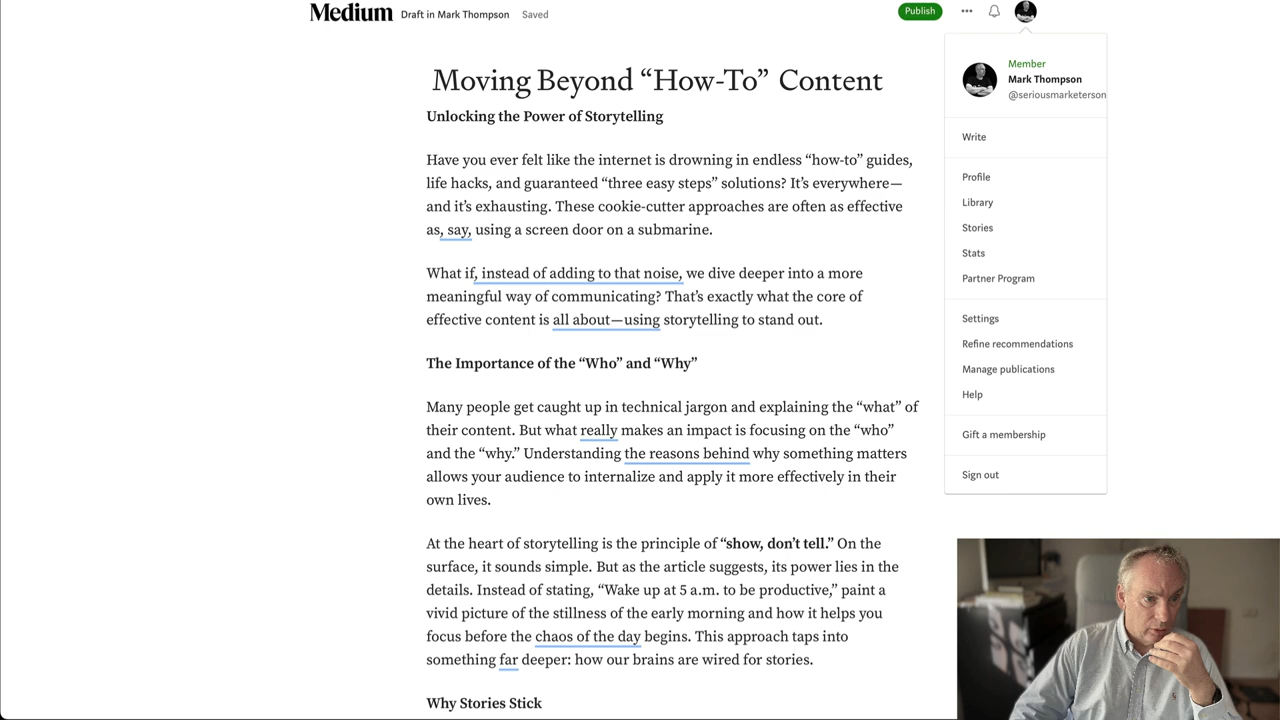 Medium Draft in Mark Thompson Saved Publish
Moving Beyond “How-To” Content
Unlocking the Power of Storytelling
Have you ever felt like the internet is drowning in endless “how-to” guides,
life hacks, and guaranteed “three easy steps” solutions? It’s everywhere—
and it’s exhausting. These cookie-cutter approaches are often as effective
as, say, using a screen door on a submarine.
What if, instead of adding to that noise, we dive deeper into a more
meaningful way of communicating? That’s exactly what the core of
effective content is all about—using storytelling to stand out.
The Importance of the “Who” and “Why”
Many people get caught up in technical jargon and explaining the “what” of
their content. But what really makes an impact is focusing on the “who”
and the “why.” Understanding the reasons behind why something matters
allows your audience to internalize and apply it more effectively in their
own lives.
At the heart of storytelling is the principle of “show, don’t tell.” On the
surface, it sounds simple. But as the article suggests, its power lies in the
details. Instead of stating, “Wake up at 5 a.m. to be productive,” paint a
vivid picture of the stillness of the early morning and how it helps you
focus before the chaos of the day begins. This approach taps into
something far deeper: how our brains are wired for stories.
Why Stories Stick
Member
Mark Thompson
@seriousmarketerson
Write
Profile
Library
Stories
Stats
Partner Program
Settings
Refine recommendations
Manage publications
Help
Gift a membership
Sign out